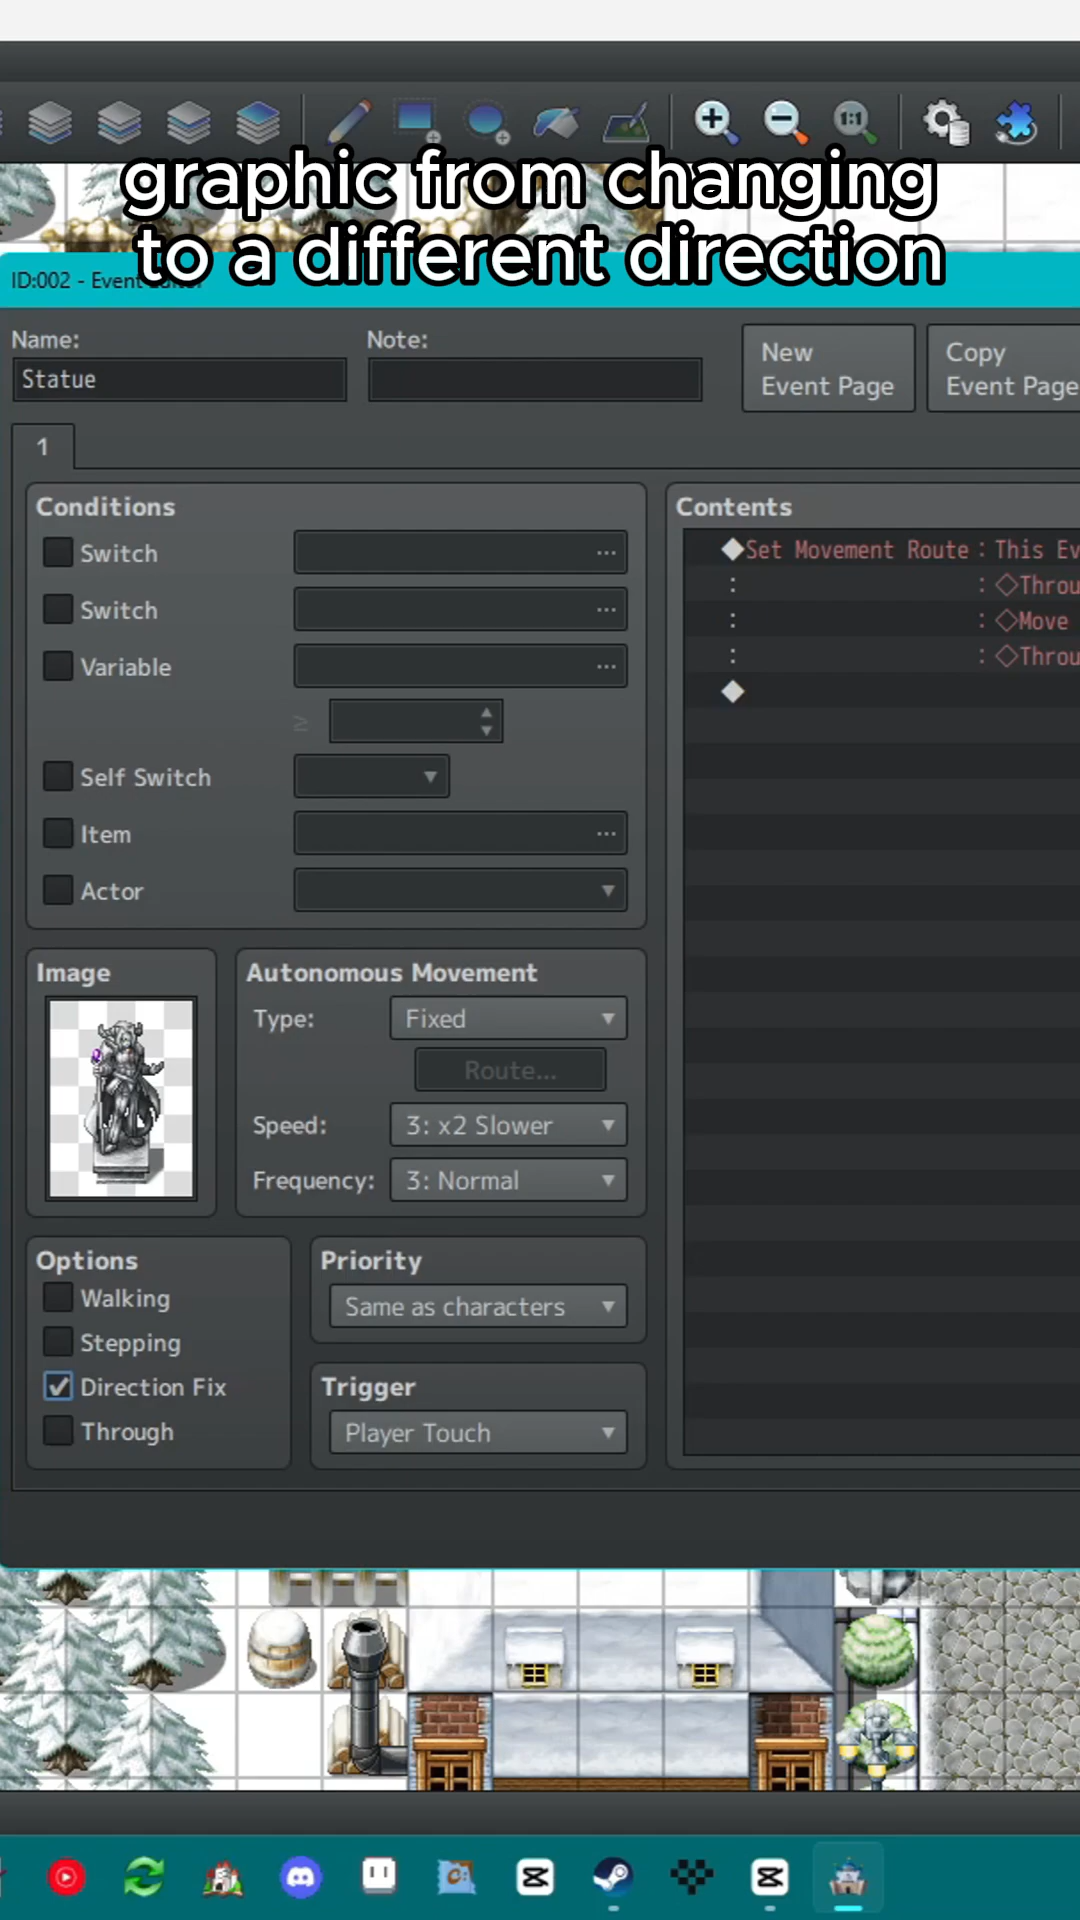 1:1
graphic from changing
to a different direction
ID:002 - Event Editor
Name:
Note:
Statue
New
Event Page
Copy
Event Page
1
Conditions
Switch ...
Switch ...
Variable ...
≥
Self Switch
Item ...
Actor
Contents
◆Set Movement Route：This Ev
：　：◇Throu
：　：◇Move
：　：◇Throu
◆
Image
Autonomous Movement
Type: Fixed
Route...
Speed: 3: x2 Slower
Frequency: 3: Normal
Options
Walking
Stepping
Direction Fix
Through
Priority
Same as characters
Trigger
Player Touch